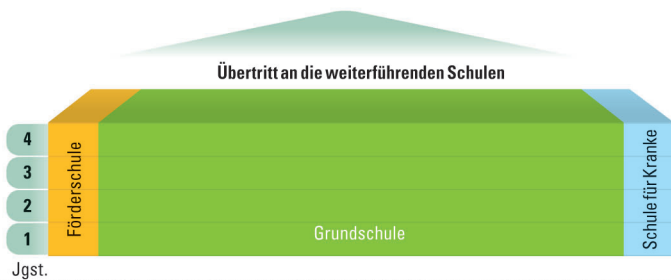 Übertritt an die weiterführenden Schulen
4
3
2
1
Jgst.
Förderschule
Grundschule
Schule für Kranke